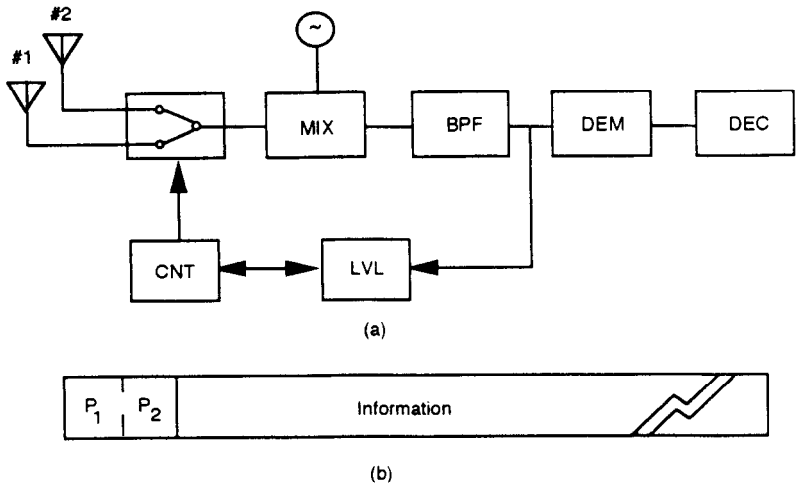 #2
#1
~
MIX
BPF
DEM
DEC
CNT
LVL
(a)
P1
P2
Information
(b)